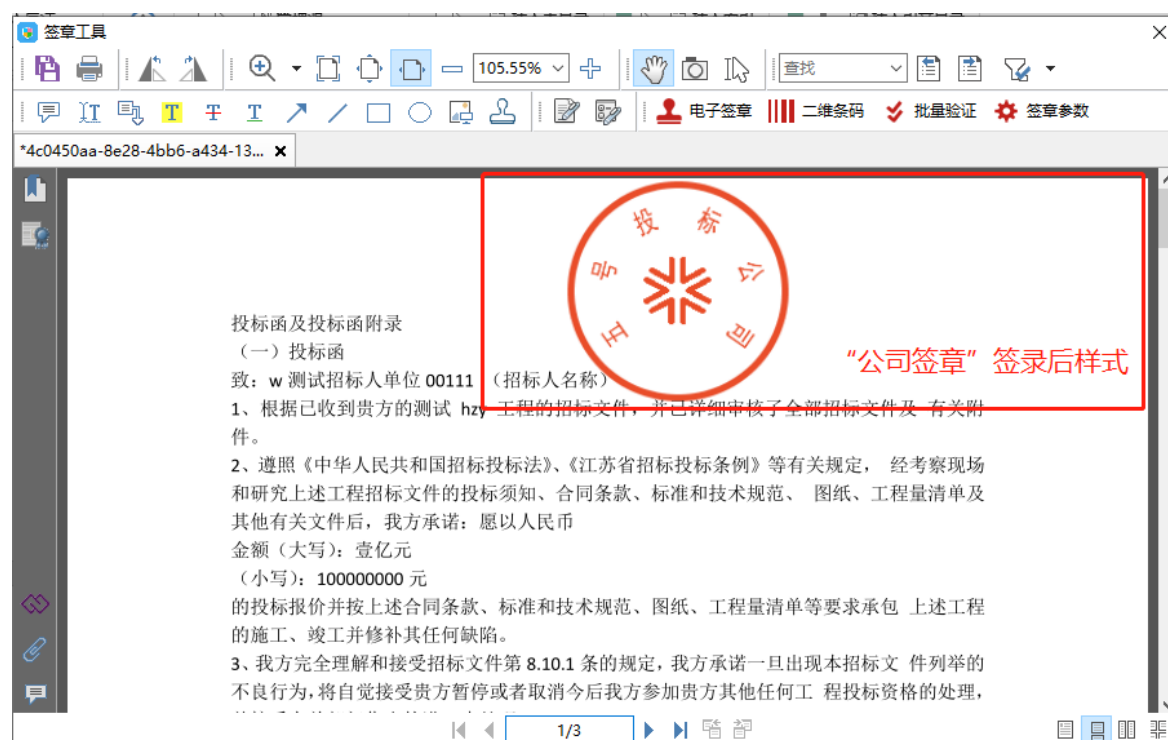 签章工具
105.55%
查找
电子签章 二维条码 批量验证 签章参数
*4c0450aa-8e28-4bb6-a434-13...
五号投标公司
“公司签章”签录后样式
投标函及投标函附录
（一）投标函
致：w 测试招标人单位 00111 （招标人名称）
1、根据已收到贵方的测试 hzy 工程的招标文件，并已详细审核了全部招标文件及 有关附
件。
2、遵照《中华人民共和国招标投标法》、《江苏省招标投标条例》等有关规定， 经考察现场
和研究上述工程招标文件的投标须知、合同条款、标准和技术规范、 图纸、工程量清单及
其他有关文件后，我方承诺：愿以人民币
金额（大写）：壹亿元
（小写）：100000000 元
的投标报价并按上述合同条款、标准和技术规范、图纸、工程量清单等要求承包 上述工程
的施工、竣工并修补其任何缺陷。
3、我方完全理解和接受招标文件第 8.10.1 条的规定，我方承诺一旦出现本招标文 件列举的
不良行为，将自觉接受贵方暂停或者取消今后我方参加贵方其他任何工 程投标资格的处理，
1/3